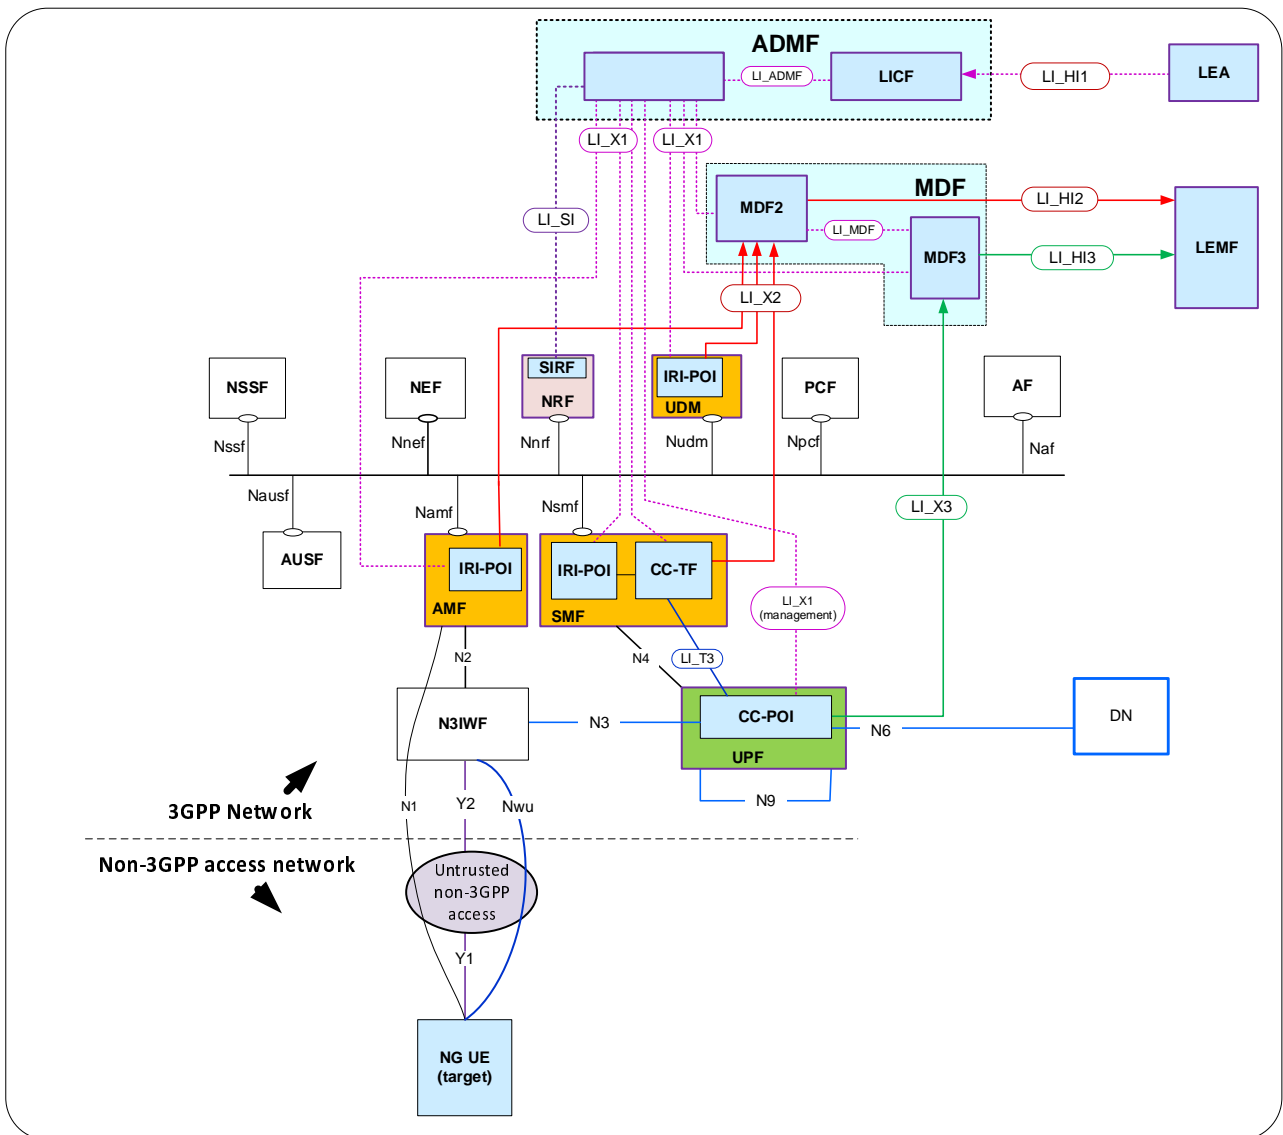 ADMF
LI_ADMF
LICF
LI_HI1
LEA
LI_X1
LI_X1
MDF
MDF2
LI_HI2
LI_SI
LI_MDF
LEMF
MDF3
LI_HI3
LI_X2
NSSF
NEF
SIRF
NRF
IRI-POI
UDM
PCF
AF
Nssf
Nnef
Nnrf
Nudm
Npcf
Naf
Nausf
Namf
Nsmf
LI_X3
AUSF
IRI-POI
AMF
IRI-POI
CC-TF
SMF
LI_X1
(management)
N2
N4
LI_T3
N3IWF
N3
CC-POI
UPF
N6
DN
N9
3GPP Network
N1
Y2
Nwu
Non-3GPP access network
Untrusted
non-3GPP
access
Y1
NG UE
(target)